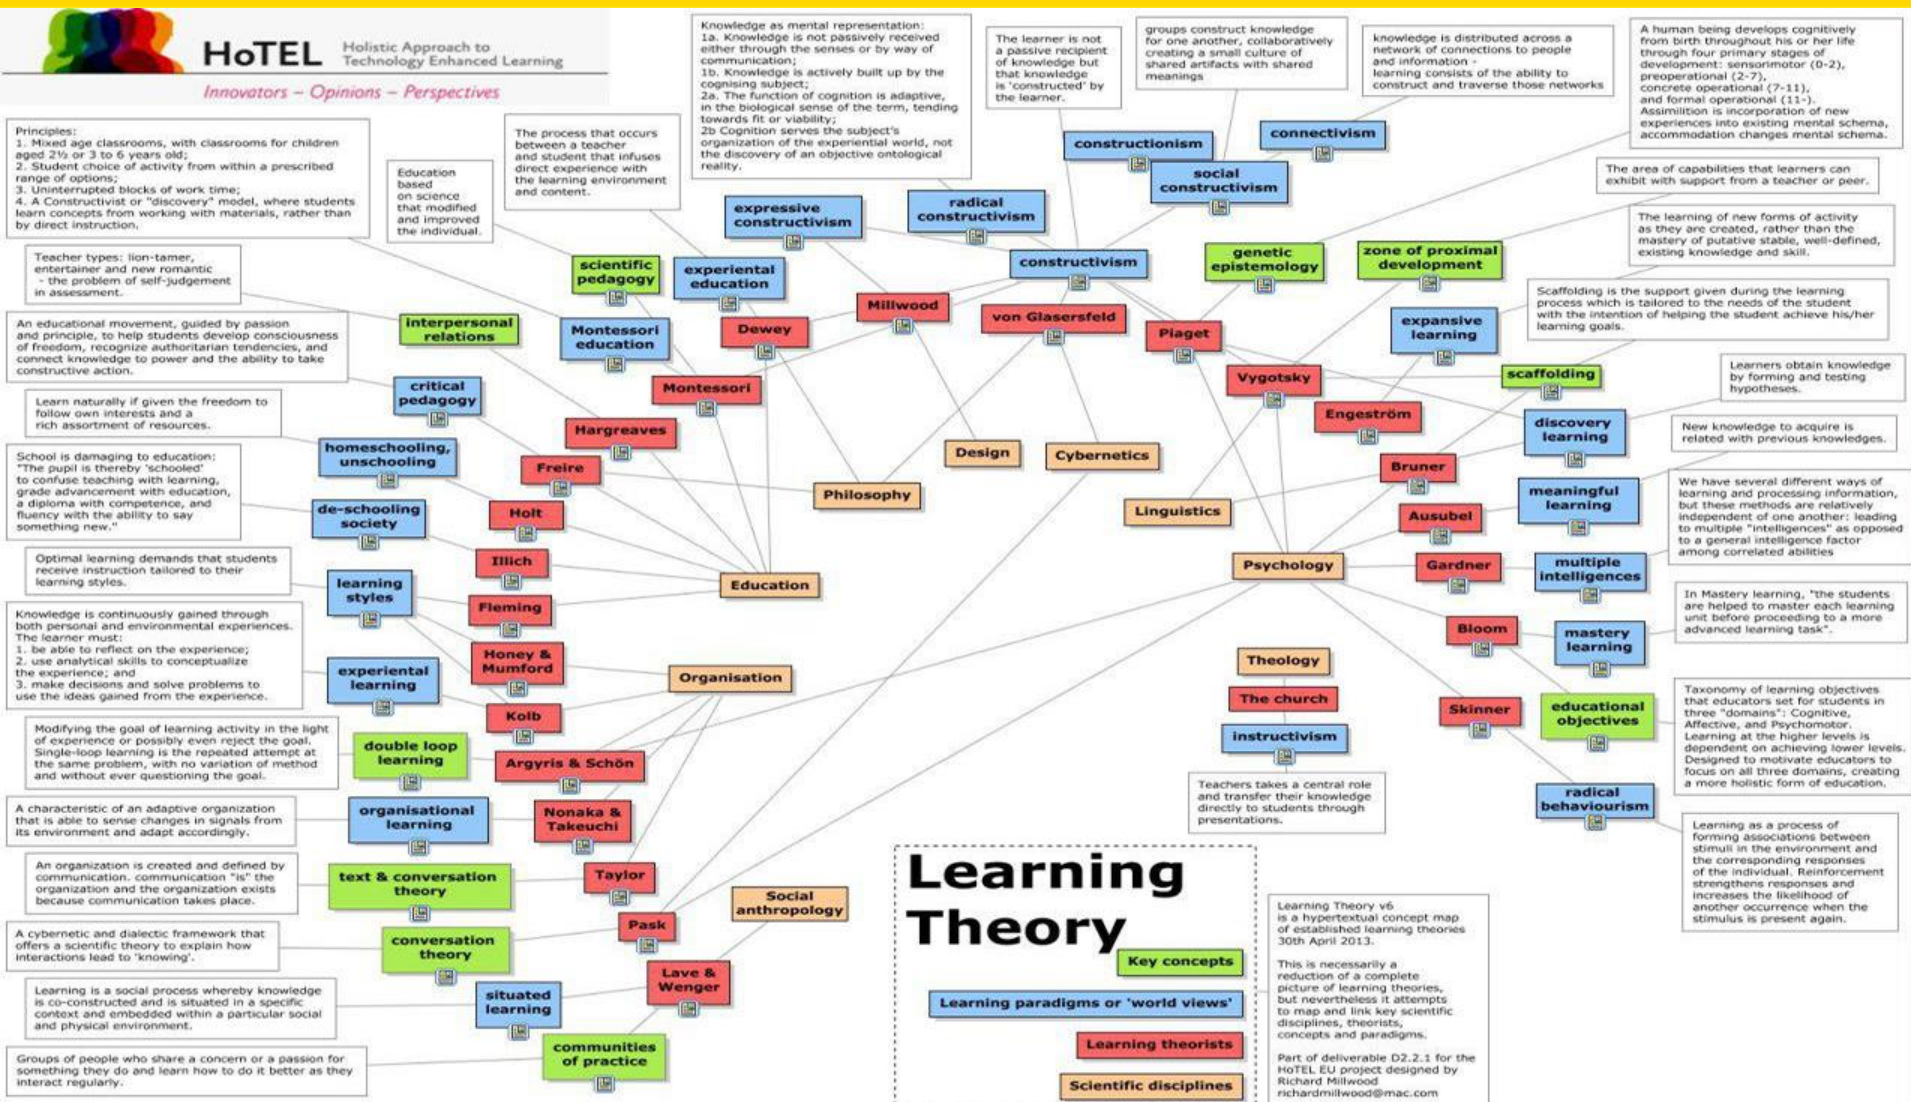 HoTEL
Holistic Approach to
Technology Enhanced Learning
Innovators – Opinions – Perspectives
Knowledge as mental representation:
1a. Knowledge is not passively received
either through the senses or by way of
communication;
1b. Knowledge is actively built up by the
cognising subject;
2a. The function of cognition is adaptive,
in the biological sense of the term, tending
towards fit or viability;
2b Cognition serves the subject's
organization of the experiential world, not
the discovery of an objective ontological
reality.
The learner is not
a passive recipient
of knowledge but
that knowledge
is 'constructed' by
the learner.
groups construct knowledge
for one another, collaboratively
creating a small culture of
shared artifacts with shared
meanings
knowledge is distributed across a
network of connections to people
and information -
learning consists of the ability to
construct and traverse those networks
A human being develops cognitively
from birth throughout his or her life
through four primary stages of
development: sensorimotor (0-2),
preoperational (2-7),
concrete operational (7-11),
and formal operational (11-).
Assimilition is incorporation of new
experiences into existing mental schema,
accommodation changes mental schema.
Principles:
1. Mixed age classrooms, with classrooms for children
aged 2½ or 3 to 6 years old;
2. Student choice of activity from within a prescribed
range of options;
3. Uninterrupted blocks of work time;
4. A Constructivist or "discovery" model, where students
learn concepts from working with materials, rather than
by direct instruction.
Education
based
on science
that modified
and improved
the individual.
The process that occurs
between a teacher
and student that infuses
direct experience with
the learning environment
and content.
constructionism
connectivism
social
constructivism
The area of capabilities that learners can
exhibit with support from a teacher or peer.
expressive
constructivism
radical
constructivism
The learning of new forms of activity
as they are created, rather than the
mastery of putative stable, well-defined,
existing knowledge and skill.
Teacher types: lion-tamer,
entertainer and new romantic
- the problem of self-judgement
in assessment.
scientific
pedagogy
experiental
education
constructivism
genetic
epistemology
zone of proximal
development
Scaffolding is the support given during the learning
process which is tailored to the needs of the student
with the intention of helping the student achieve his/her
learning goals.
An educational movement, guided by passion
and principle, to help students develop consciousness
of freedom, recognize authoritarian tendencies, and
connect knowledge to power and the ability to take
constructive action.
interpersonal
relations
Montessori
education
Dewey
Millwood
von Glasersfeld
Piaget
expansive
learning
Learners obtain knowledge
by forming and testing
hypotheses.
critical
pedagogy
Montessori
Vygotsky
scaffolding
Learn naturally if given the freedom to
follow own interests and a
rich assortment of resources.
Hargreaves
Engeström
discovery
learning
New knowledge to acquire is
related with previous knowledges.
homeschooling,
unschooling
Freire
Design
Cybernetics
Bruner
School is damaging to education:
"The pupil is thereby 'schooled'
to confuse teaching with learning,
grade advancement with education,
a diploma with competence, and
fluency with the ability to say
something new."
Philosophy
Linguistics
meaningful
learning
We have several different ways of
learning and processing information,
but these methods are relatively
independent of one another: leading
to multiple "intelligences" as opposed
to a general intelligence factor
among correlated abilities
de-schooling
society
Holt
Ausubel
Optimal learning demands that students
receive instruction tailored to their
learning styles.
Illich
Education
Psychology
Gardner
multiple
intelligences
learning
styles
Fleming
In Mastery learning, "the students
are helped to master each learning
unit before proceeding to a more
advanced learning task".
Knowledge is continuously gained through
both personal and environmental experiences.
The learner must:
1. be able to reflect on the experience;
2. use analytical skills to conceptualize
the experience; and
3. make decisions and solve problems to
use the ideas gained from the experience.
Bloom
mastery
learning
Honey &
Mumford
experiental
learning
Organisation
Theology
The church
instructivism
Skinner
educational
objectives
Taxonomy of learning objectives
that educators set for students in
three "domains": Cognitive,
Affective, and Psychomotor.
Learning at the higher levels is
dependent on achieving lower levels.
Designed to motivate educators to
focus on all three domains, creating
a more holistic form of education.
Kolb
Modifying the goal of learning activity in the light
of experience or possibly even reject the goal.
Single-loop learning is the repeated attempt at
the same problem, with no variation of method
and without ever questioning the goal.
double loop
learning
Argyris & Schön
Teachers takes a central role
and transfer their knowledge
directly to students through
presentations.
radical
behaviourism
A characteristic of an adaptive organization
that is able to sense changes in signals from
its environment and adapt accordingly.
organisational
learning
Nonaka &
Takeuchi
Learning as a process of
forming associations between
stimuli in the environment and
the corresponding responses
of the individual. Reinforcement
strengthens responses and
increases the likelihood of
another occurrence when the
stimulus is present again.
An organization is created and defined by
communication. communication "is" the
organization and the organization exists
because communication takes place.
text & conversation
theory
Taylor
Social
anthropology
Learning
Theory
A cybernetic and dialectic framework that
offers a scientific theory to explain how
interactions lead to 'knowing'.
conversation
theory
Pask
Learning is a social process whereby knowledge
is co-constructed and is situated in a specific
context and embedded within a particular social
and physical environment.
situated
learning
Lave &
Wenger
Groups of people who share a concern or a passion for
something they do and learn how to do it better as they
interact regularly.
communities
of practice
Key concepts
Learning paradigms or 'world views'
Learning theorists
Scientific disciplines
Learning Theory v6
is a hypertextual concept map
of established learning theories
30th April 2013.
This is necessarily a
reduction of a complete
picture of learning theories,
but nevertheless it attempts
to map and link key scientific
disciplines, theorists,
concepts and paradigms.
Part of deliverable D2.2.1 for the
HoTEL EU project designed by
Richard Millwood
richardmillwood@mac.com